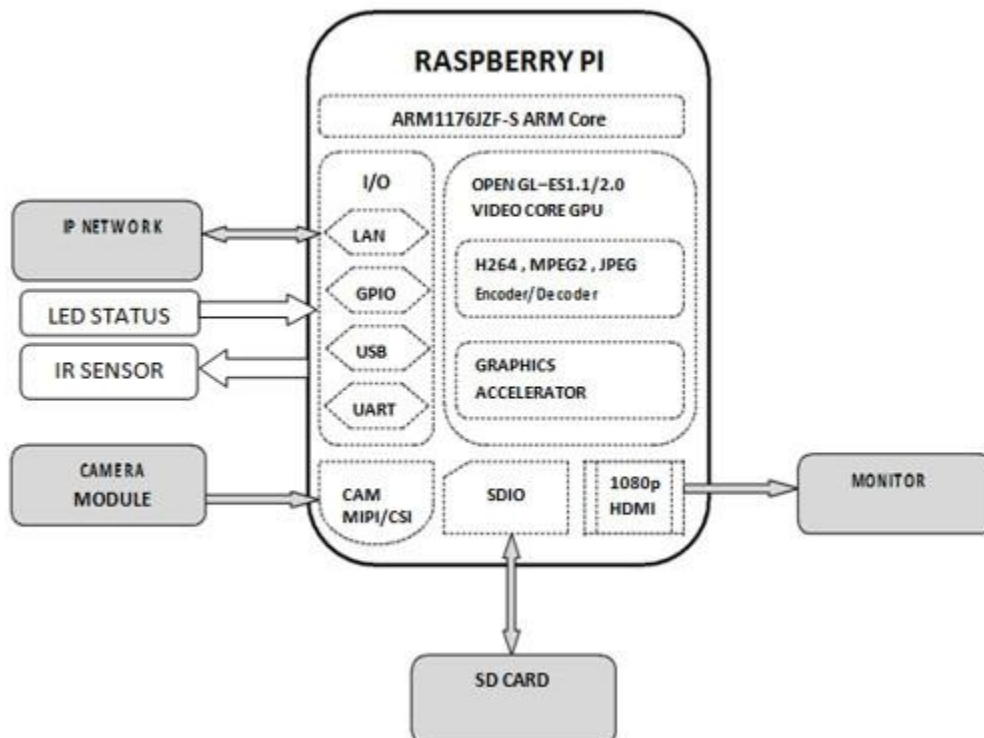 RASPBERRY PI
ARM1176JZF-S ARM Core
I/O
LAN
GPIO
USB
UART
OPEN GL–ES1.1/2.0
VIDEO CORE GPU
H264 , MPEG2 , JPEG
Encoder/Decoder
GRAPHICS
ACCELERATOR
IP NETWORK
LED STATUS
IR SENSOR
CAMERA
MODULE
CAM
MIPI/CSI
SDIO
1080p
HDMI
MONITOR
SD CARD